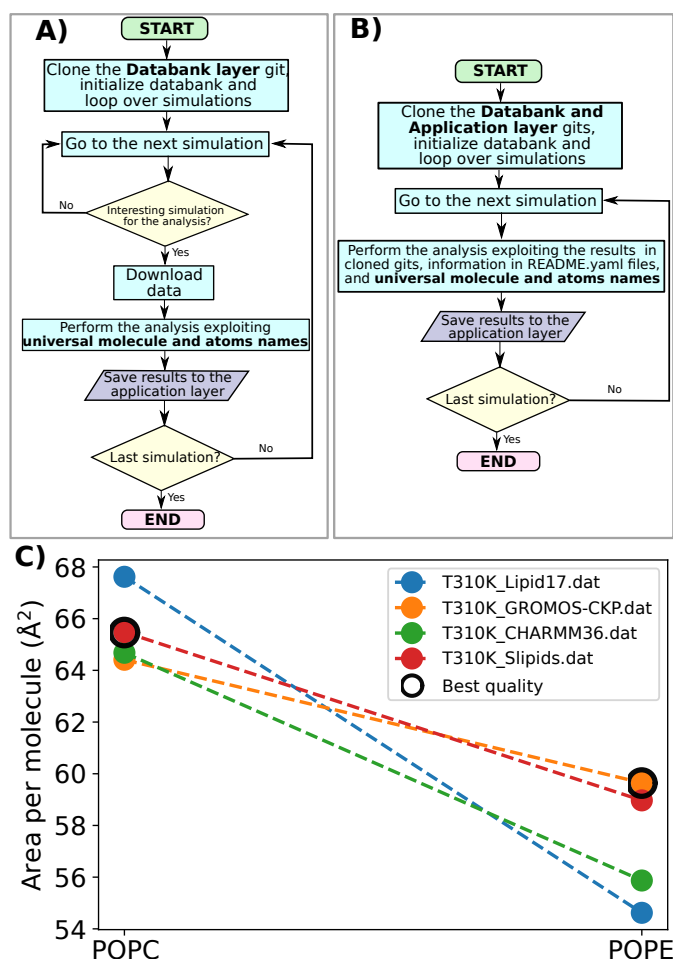 A)
START
Clone the Databank layer git,
initialize databank and
loop over simulations
Go to the next simulation
No
Interesting simulation
for the analysis?
Yes
Download
data
Perform the analysis exploiting
universal molecule and atoms names
Save results to the
application layer
Last simulation?
No
Yes
END
B)
START
Clone the Databank and
Application layer gits,
initialize databank and
loop over simulations
Go to the next simulation
Perform the analysis exploiting the results in
cloned gits, information in README.yaml files,
and universal molecule and atoms names
Save results to the
application layer
Last simulation?
No
Yes
END
C)
Area per molecule (Å²)
68
66
64
62
60
58
56
54
POPC
POPE
T310K_Lipid17.dat
T310K_GROMOS-CKP.dat
T310K_CHARMM36.dat
T310K_Slipids.dat
Best quality